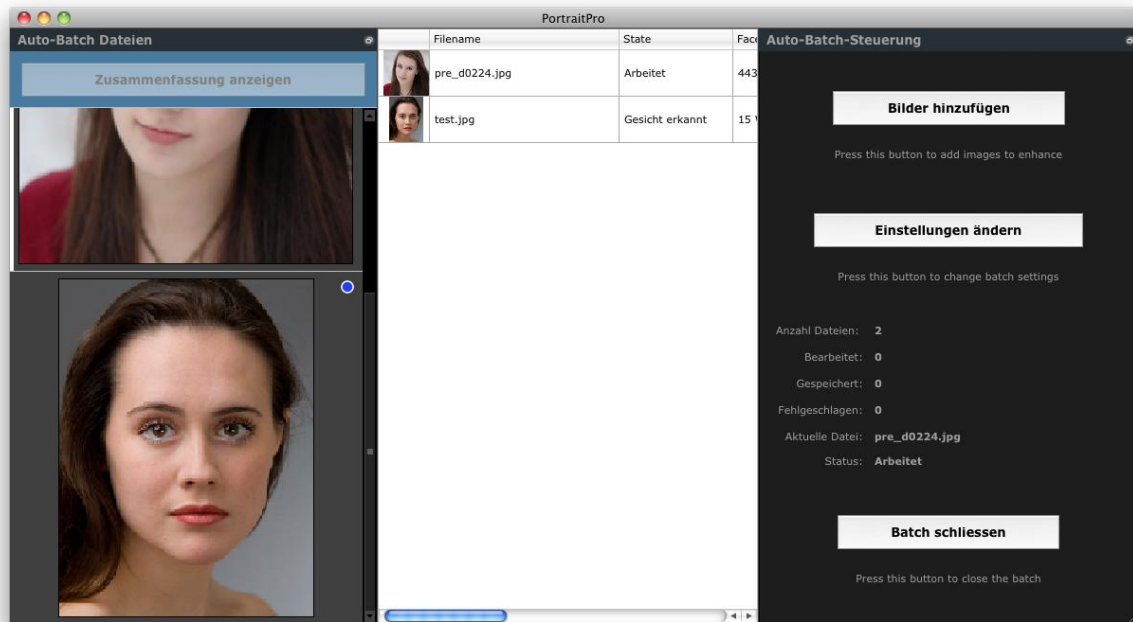 PortraitPro
Auto-Batch Dateien
Zusammenfassung anzeigen
Filename State Face
pre_d0224.jpg Arbeitet 443
test.jpg Gesicht erkannt 15
Auto-Batch-Steuerung
Bilder hinzufügen
Press this button to add images to enhance
Einstellungen ändern
Press this button to change batch settings
Anzahl Dateien: 2
Bearbeitet: 0
Gespeichert: 0
Fehlgeschlagen: 0
Aktuelle Datei: pre_d0224.jpg
Status: Arbeitet
Batch schliessen
Press this button to close the batch